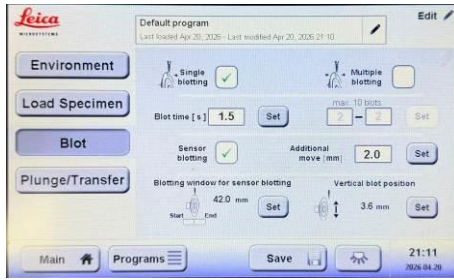 Leica
MICROSYSTEMS
Default program
Last loaded Apr 20, 2026 - Last modified Apr 20, 2026 21:10
Edit
Environment
Load Specimen
Blot
Plunge/Transfer
Single blotting
Multiple blotting
Blot time [s] 1.5 Set
max. 10 blots
2 - 2 Set
Sensor blotting
Additional move [mm] 2.0 Set
Blotting window for sensor blotting
Vertical blot position
42.0 mm Set
3.6 mm Set
Start End
Main
Programs
Save
21:11
2026-04-20